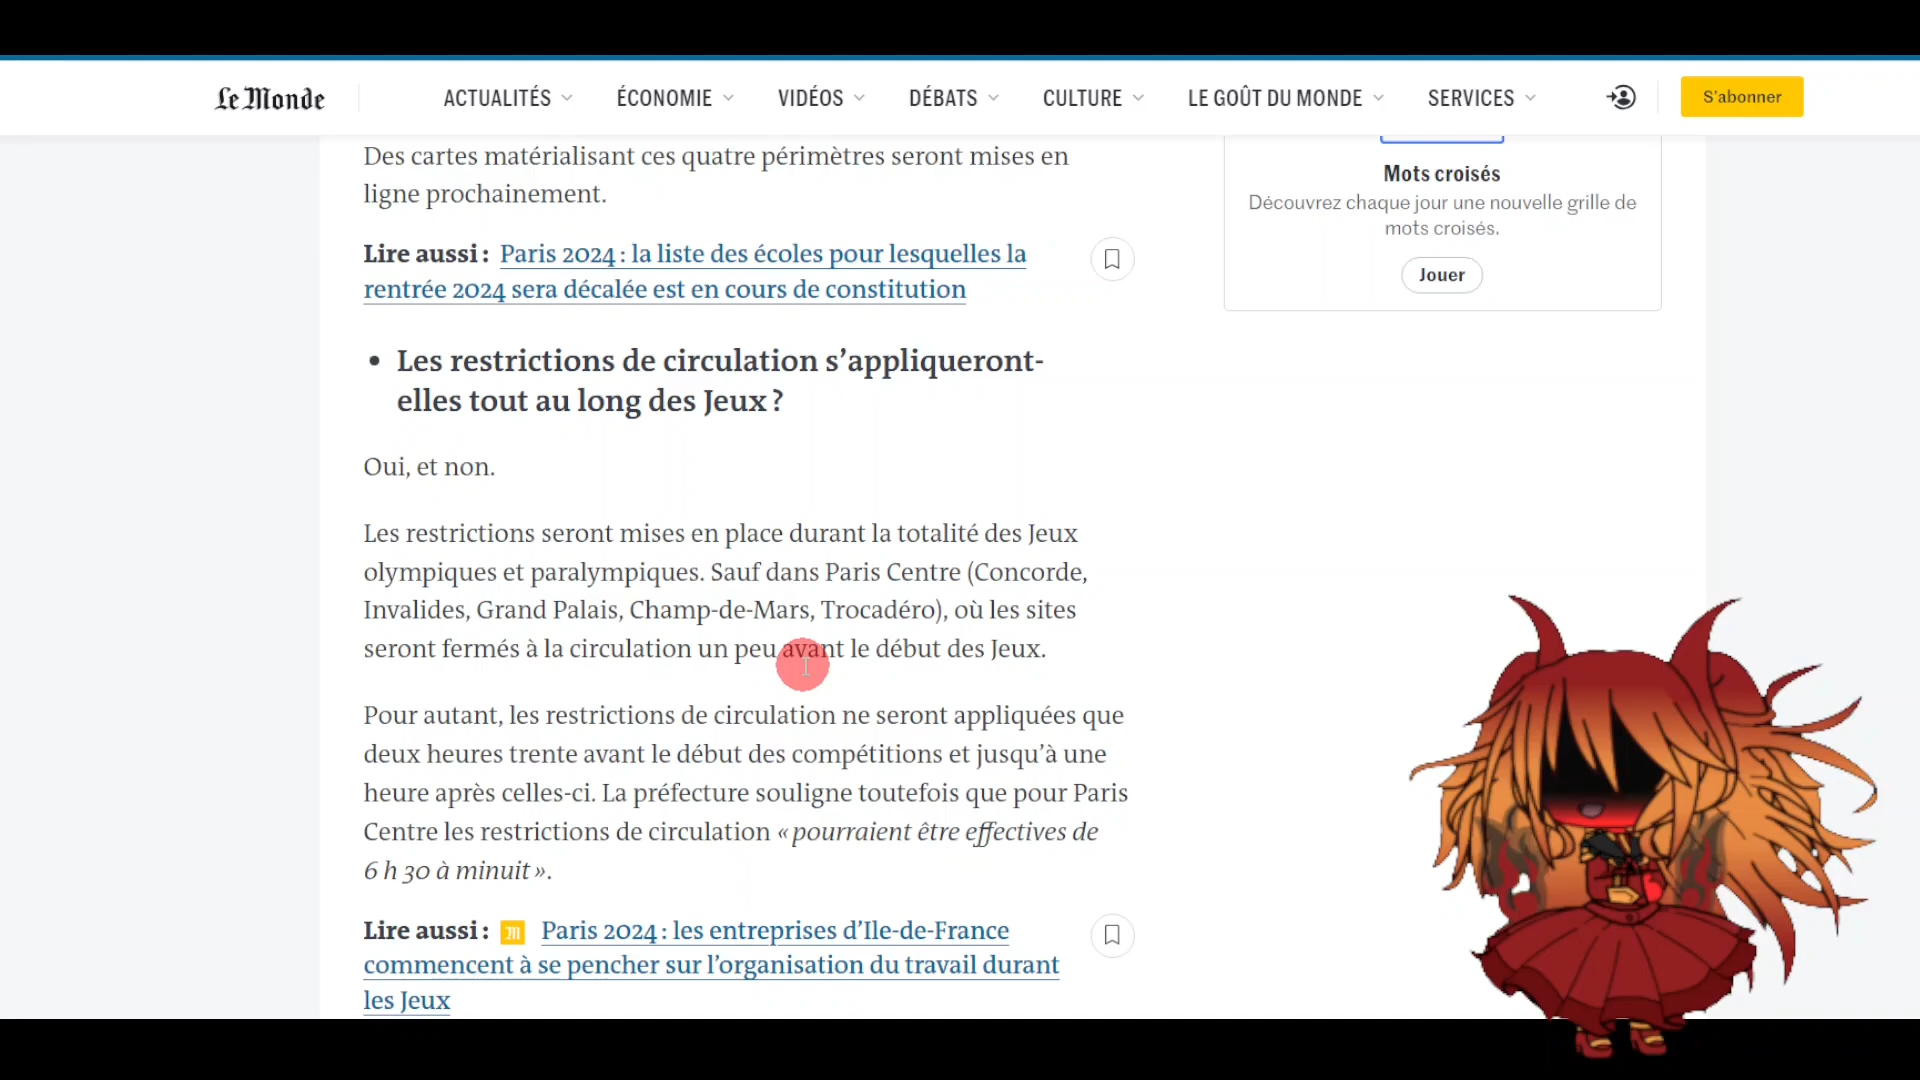 Le Monde
ACTUALITÉS
ÉCONOMIE
VIDÉOS
DÉBATS
CULTURE
LE GOÛT DU MONDE
SERVICES
S'abonner
Des cartes matérialisant ces quatre périmètres seront mises en
ligne prochainement.
Lire aussi : Paris 2024 : la liste des écoles pour lesquelles la
rentrée 2024 sera décalée est en cours de constitution
• Les restrictions de circulation s’appliqueront-
elles tout au long des Jeux ?
Oui, et non.
Les restrictions seront mises en place durant la totalité des Jeux
olympiques et paralympiques. Sauf dans Paris Centre (Concorde,
Invalides, Grand Palais, Champ-de-Mars, Trocadéro), où les sites
seront fermés à la circulation un peu avant le début des Jeux.
Pour autant, les restrictions de circulation ne seront appliquées que
deux heures trente avant le début des compétitions et jusqu’à une
heure après celles-ci. La préfecture souligne toutefois que pour Paris
Centre les restrictions de circulation « pourraient être effectives de
6 h 30 à minuit ».
Lire aussi : M Paris 2024 : les entreprises d’Ile-de-France
commencent à se pencher sur l’organisation du travail durant
les Jeux
Mots croisés
Découvrez chaque jour une nouvelle grille de
mots croisés.
Jouer